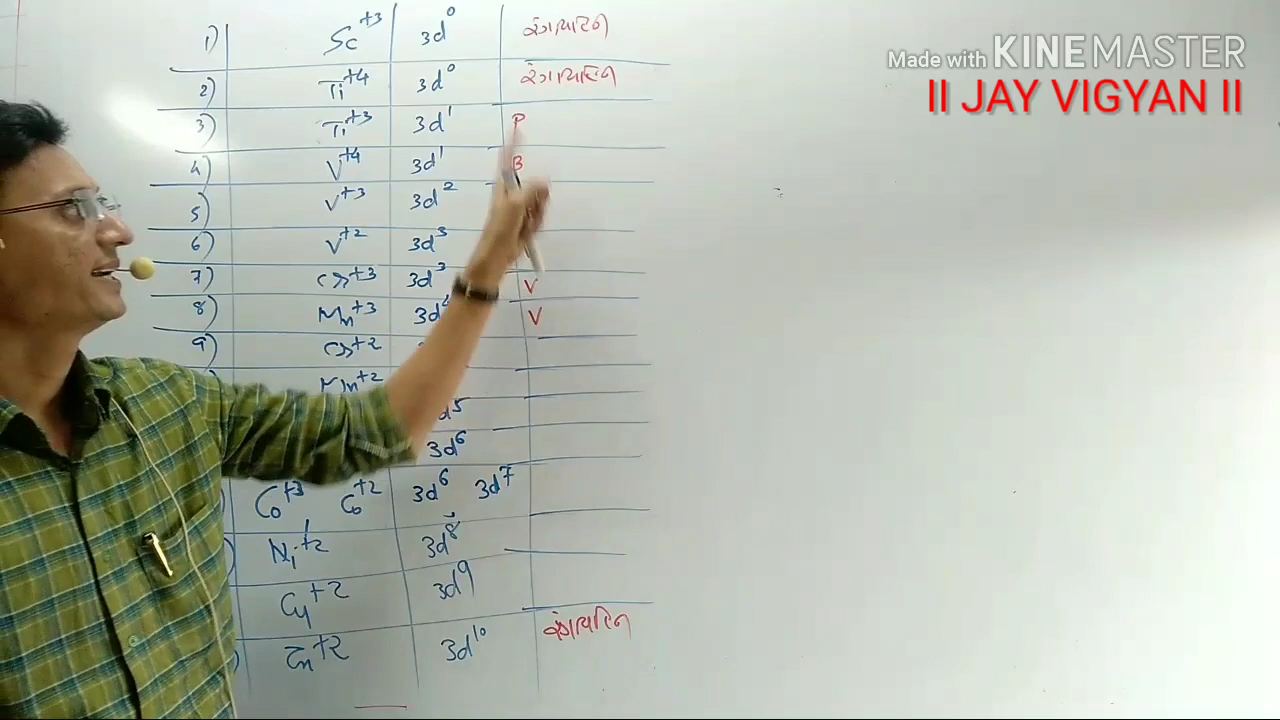 1) Sc+3 3d0 રંગવિહિન
2) Ti+4 3d0 રંગવિહિન
3) Ti+3 3d1 P
4) V+4 3d1 B
5) V+3 3d2
6) V+2 3d3
7) Cr+3 3d3 V
8) Mn+3 3d4 V
9) Cr+2
Mn+2
d5
3d6
Co+3 Co+2 3d6 3d7
Ni+2 3d8
Cu+2 3d9
Zn+2 3d10 રંગવિહિન
Made with KINEMASTER
II JAY VIGYAN II